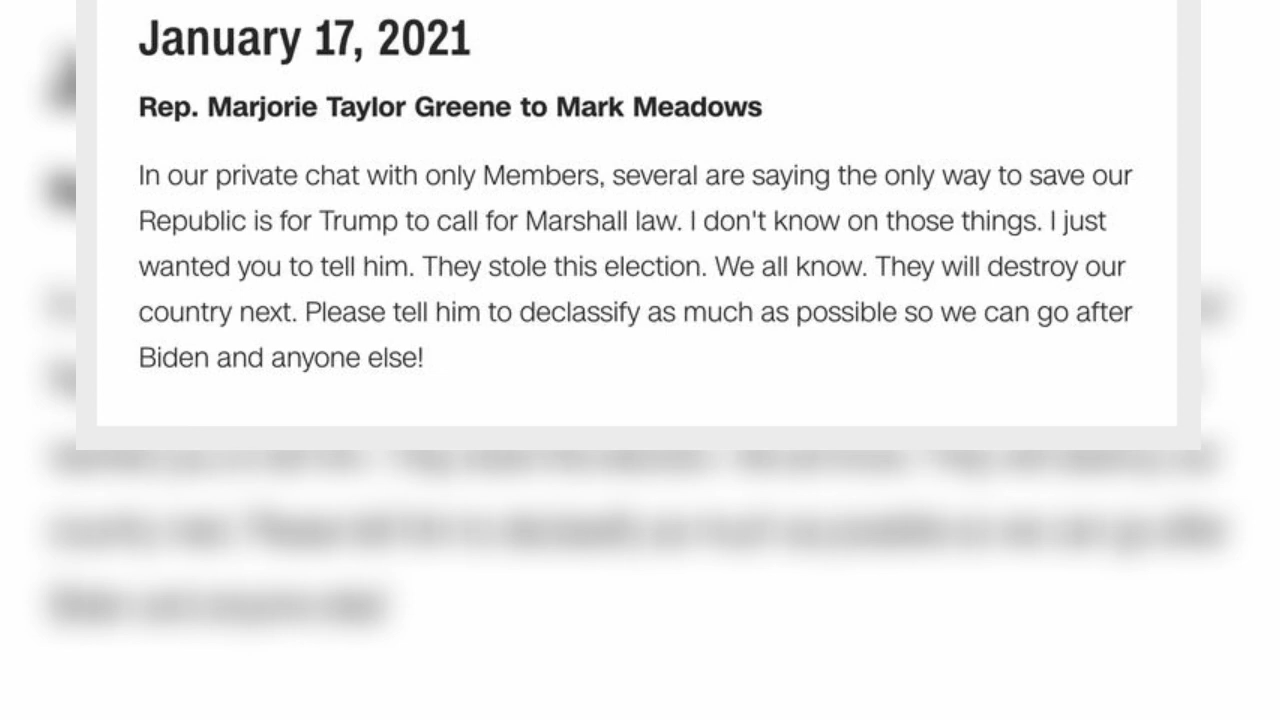 January 17, 2021
Rep. Marjorie Taylor Greene to Mark Meadows
In our private chat with only Members, several are saying the only way to save our
Republic is for Trump to call for Marshall law. I don't know on those things. I just
wanted you to tell him. They stole this election. We all know. They will destroy our
country next. Please tell him to declassify as much as possible so we can go after
Biden and anyone else!